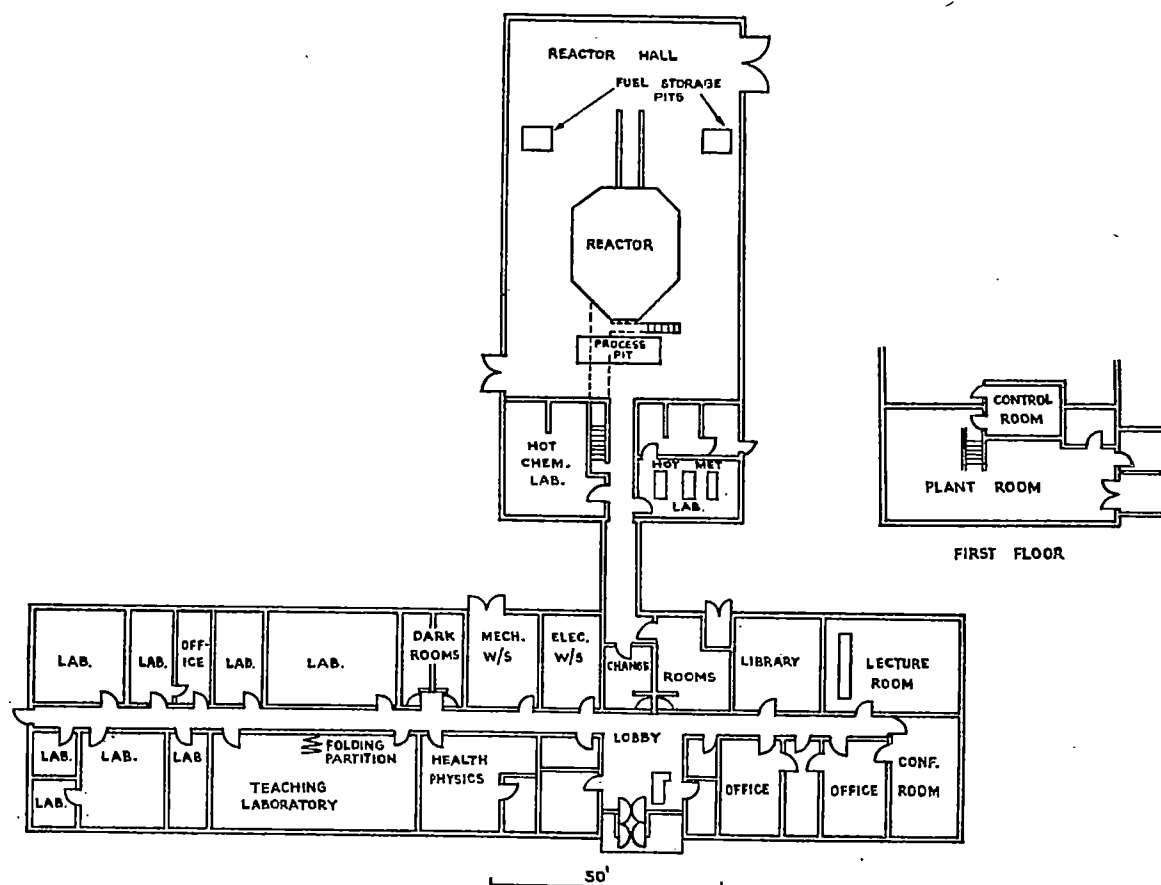 REACTOR HALL
FUEL STORAGE
PITS
REACTOR
PROCESS
PIT
HOT
CHEM.
LAB.
HOT MET
LAB.
CONTROL
ROOM
PLANT ROOM
FIRST FLOOR
LAB.
LAB.
OFF-
ICE
LAB.
LAB.
DARK
ROOMS
MECH.
W/S
ELEC.
W/S
CHANGE
ROOMS
LIBRARY
LECTURE
ROOM
LOBBY
LAB.
LAB.
LAB
LAB.
FOLDING
PARTITION
TEACHING
LABORATORY
HEALTH
PHYSICS
OFFICE
OFFICE
CONF.
ROOM
50'